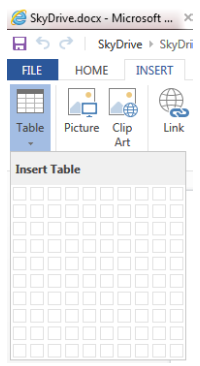 SkyDrive.docx - Microsoft ...
SkyDrive SkyDri
FILE HOME INSERT
Table Picture Clip Art Link
Insert Table